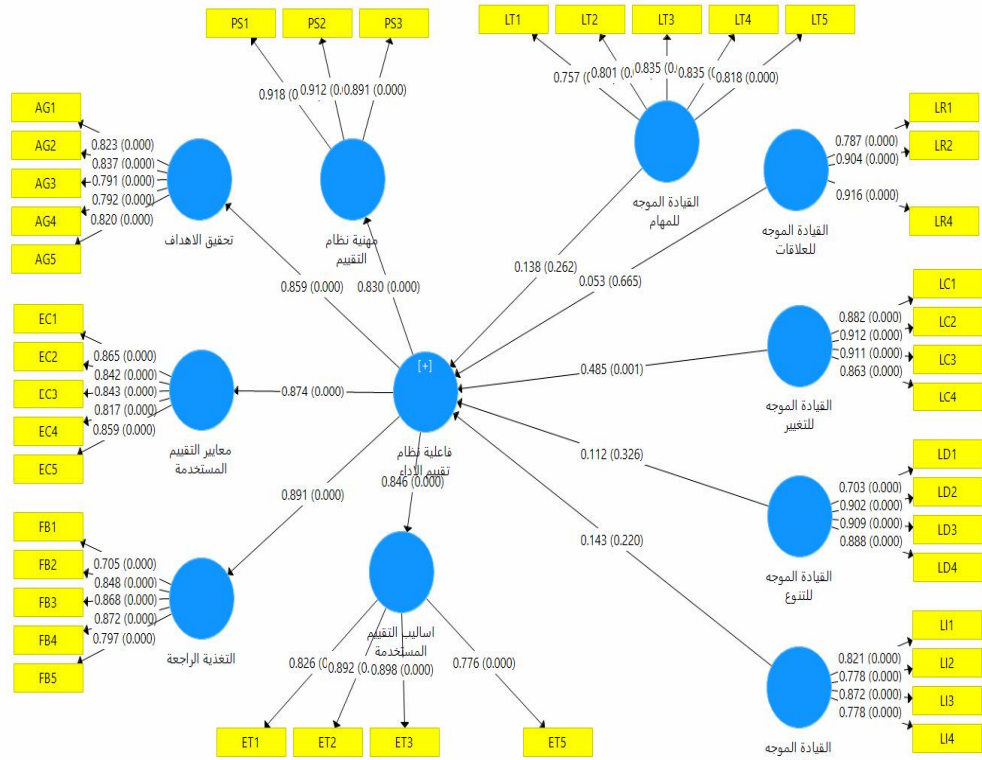 PS1
PS2
PS3
0.918 (0.
0.912 (0.
0.891 (0.000)
مهنية نظام
التقييم
LT1
LT2
LT3
LT4
LT5
0.757 (
0.801 (0.
0.835 (0.
0.835 (
0.818 (0.000)
القيادة الموجه
للمهام
AG1
AG2
AG3
AG4
AG5
0.823 (0.000)
0.837 (0.000)
0.791 (0.000)
0.792 (0.000)
0.820 (0.000)
تحقيق الاهداف
LR1
LR2
LR4
0.787 (0.000)
0.904 (0.000)
0.916 (0.000)
القيادة الموجه
للعلاقات
0.859 (0.000)
0.830 (0.000)
0.138 (0.262)
0.053 (0.665)
EC1
EC2
EC3
EC4
EC5
0.865 (0.000)
0.842 (0.000)
0.843 (0.000)
0.817 (0.000)
0.859 (0.000)
معايير التقييم
المستخدمة
0.874 (0.000)
[+]
فاعلية نظام
تقييم الاداء
0.485 (0.001)
LC1
LC2
LC3
LC4
0.882 (0.000)
0.912 (0.000)
0.911 (0.000)
0.863 (0.000)
القيادة الموجه
للتغيير
0.891 (0.000)
0.846 (0.000)
0.112 (0.326)
0.143 (0.220)
LD1
LD2
LD3
LD4
0.703 (0.000)
0.902 (0.000)
0.909 (0.000)
0.888 (0.000)
القيادة الموجه
للتنوع
FB1
FB2
FB3
FB4
FB5
0.705 (0.000)
0.848 (0.000)
0.868 (0.000)
0.872 (0.000)
0.797 (0.000)
التغذية الراجعة
اساليب التقييم
المستخدمة
0.826 (
0.892 (0.
0.898 (0.000)
0.776 (0.000)
ET1
ET2
ET3
ET5
LI1
LI2
LI3
LI4
0.821 (0.000)
0.778 (0.000)
0.872 (0.000)
0.778 (0.000)
القيادة الموجه